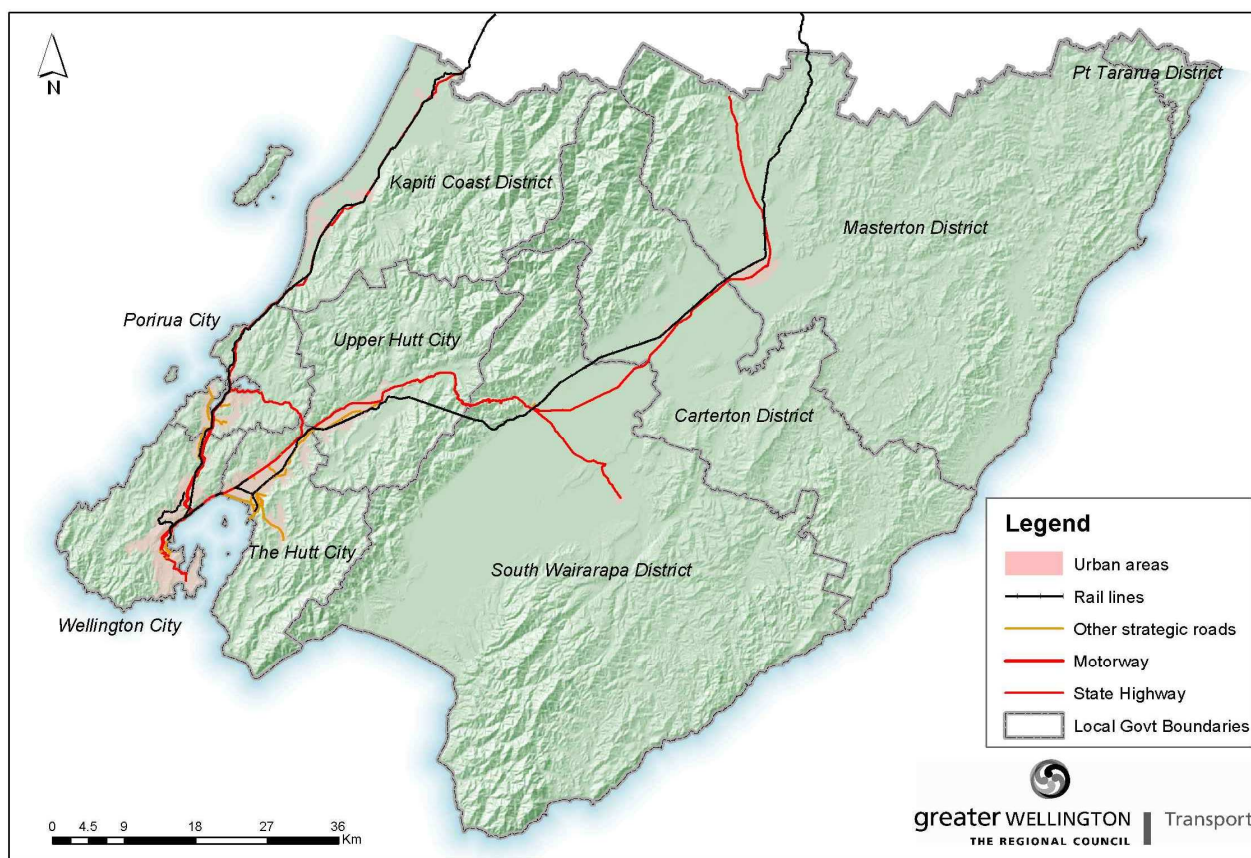 N
Pt Tararua District
Kapiti Coast District
Masterton District
Porirua City
Upper Hutt City
Carterton District
The Hutt City
South Wairarapa District
Wellington City
Legend
Urban areas
Rail lines
Other strategic roads
Motorway
State Highway
Local Govt Boundaries
0 4.5 9 18 27 36
Km
greater WELLINGTON
THE REGIONAL COUNCIL
Transport